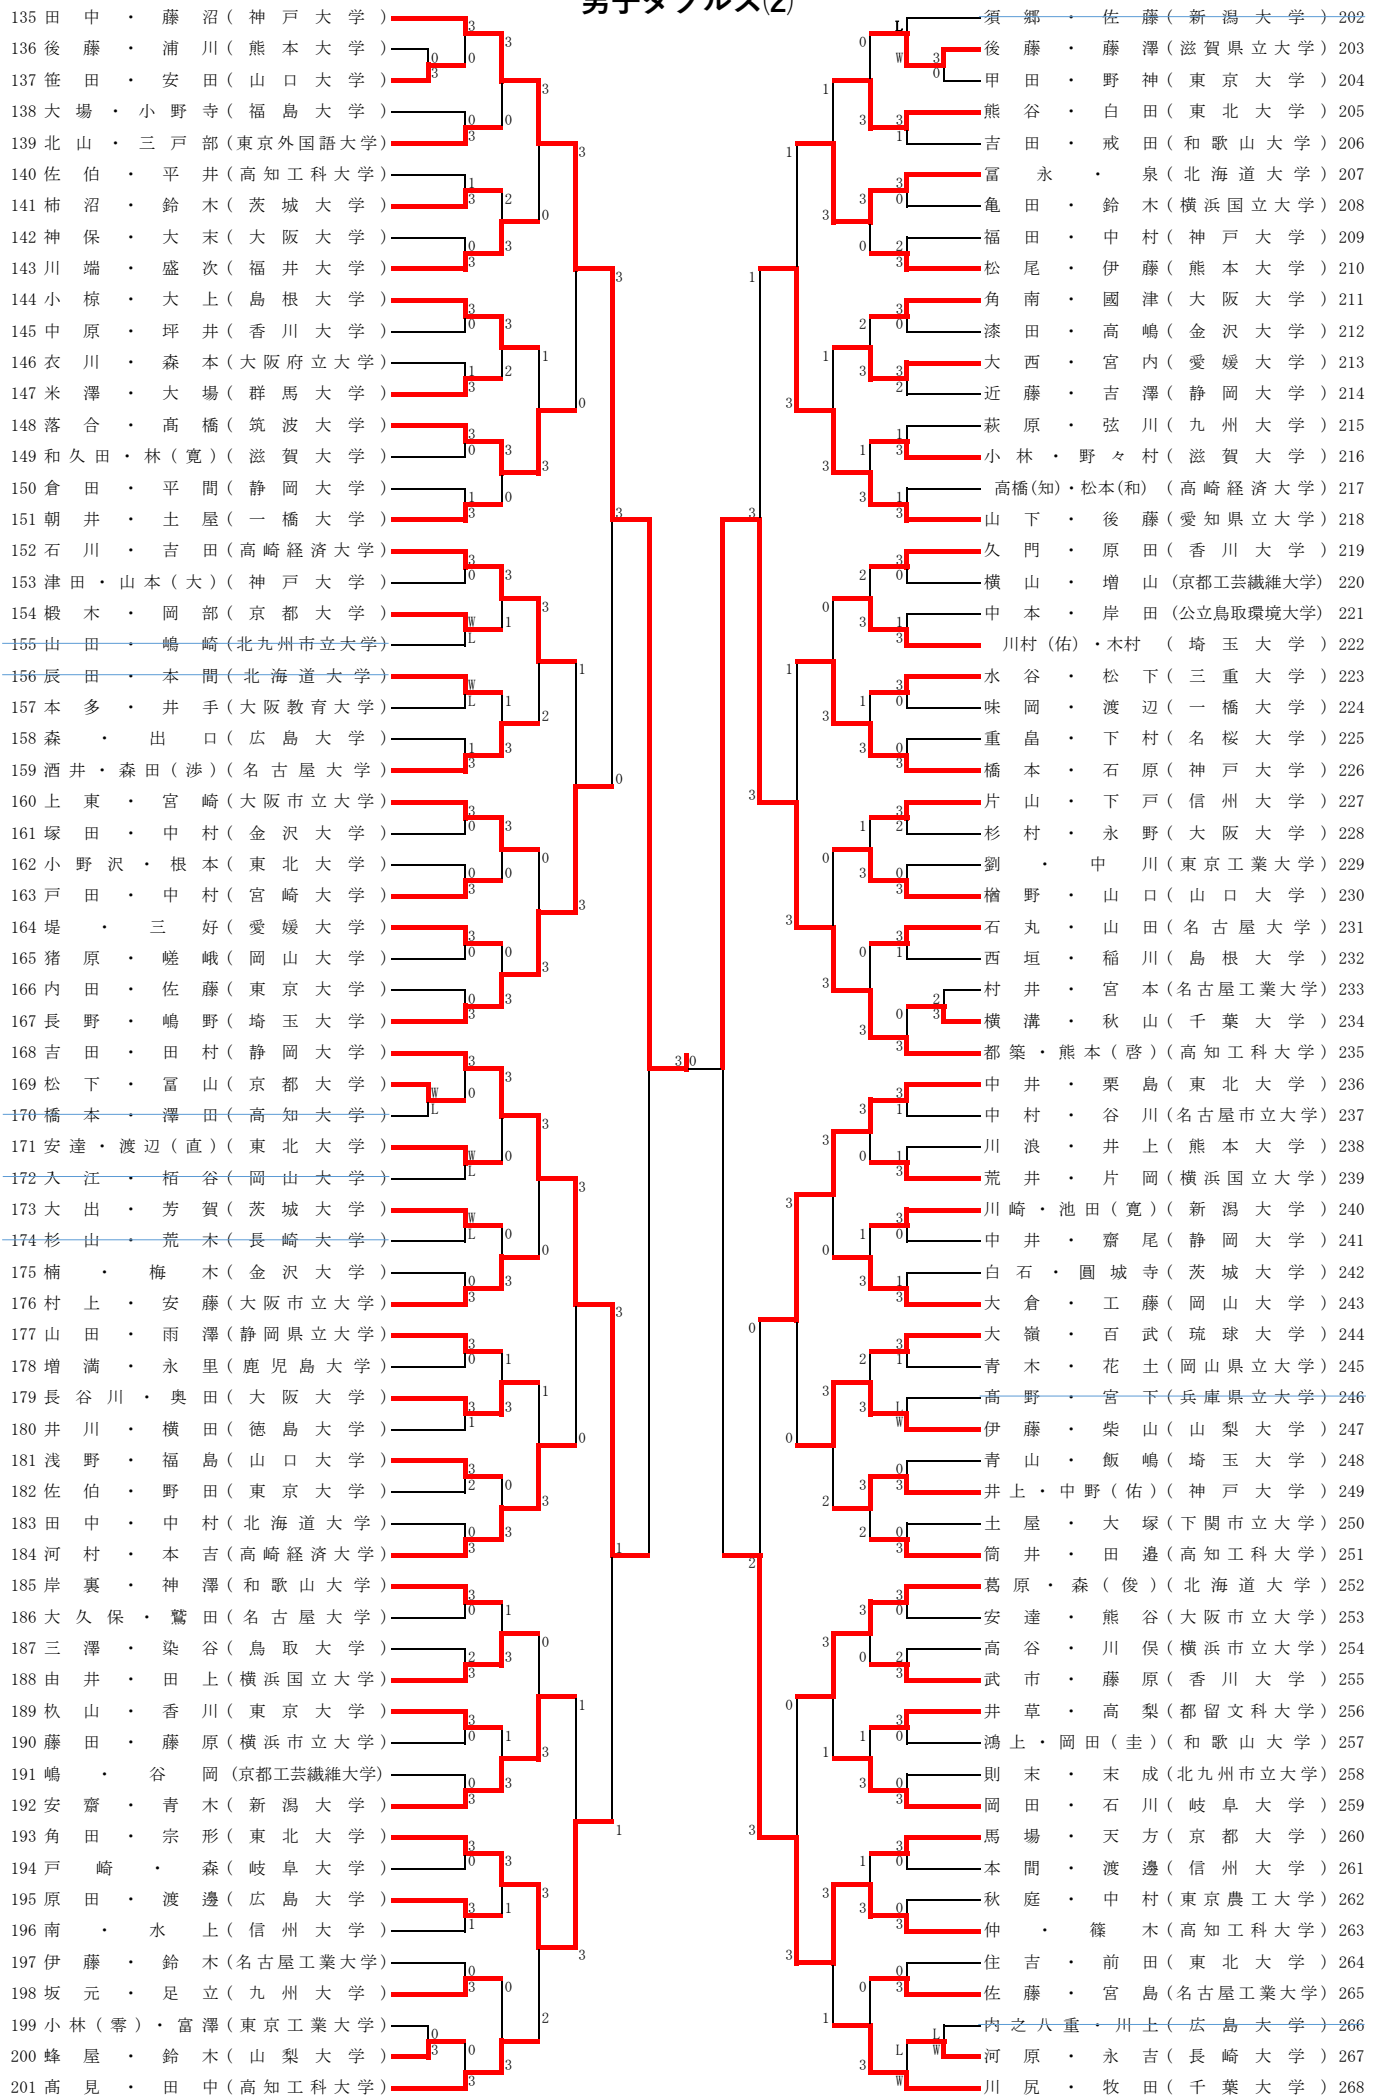 男子ダブルス(2)
135 田中・藤沼(神戸大学)
136 後藤・浦川(熊本大学)
137 笹田・安田(山口大学)
138 大場・小野寺(福島大学)
139 北山・三戸部(東京外国語大学)
140 佐伯・平井(高知工科大学)
141 柿沼・鈴木(茨城大学)
142 神保・大末(大阪大学)
143 川端・盛次(福井大学)
144 小椋・大上(島根大学)
145 中原・坪井(香川大学)
146 衣川・森本(大阪府立大学)
147 米澤・大場(群馬大学)
148 落合・髙橋(筑波大学)
149 和久田・林(寛)(滋賀大学)
150 倉田・平間(静岡大学)
151 朝井・土屋(一橋大学)
152 石川・吉田(高崎経済大学)
153 津田・山本(大)(神戸大学)
154 椴木・岡部(京都大学)
155 山田・嶋崎(北九州市立大学)
156 辰田・本間(北海道大学)
157 本多・井手(大阪教育大学)
158 森・出口(広島大学)
159 酒井・森田(渉)(名古屋大学)
160 上東・宮崎(大阪市立大学)
161 塚田・中村(金沢大学)
162 小野沢・根本(東北大学)
163 戸田・中村(宮崎大学)
164 堤・三好(愛媛大学)
165 猪原・嵯峨(岡山大学)
166 内田・佐藤(東京大学)
167 長野・嶋野(埼玉大学)
168 吉田・田村(静岡大学)
169 松下・冨山(京都大学)
170 橋本・澤田(高知大学)
171 安達・渡辺(直)(東北大学)
172 入江・栢谷(岡山大学)
173 大出・芳賀(茨城大学)
174 杉山・荒木(長崎大学)
175 楠・梅木(金沢大学)
176 村上・安藤(大阪市立大学)
177 山田・雨澤(静岡県立大学)
178 増満・永里(鹿児島大学)
179 長谷川・奥田(大阪大学)
180 井川・横田(徳島大学)
181 浅野・福島(山口大学)
182 佐伯・野田(東京大学)
183 田中・中村(北海道大学)
184 河村・本吉(高崎経済大学)
185 岸裏・神澤(和歌山大学)
186 大久保・鷲田(名古屋大学)
187 三澤・染谷(鳥取大学)
188 由井・田上(横浜国立大学)
189 杦山・香川(東京大学)
190 藤田・藤原(横浜市立大学)
191 嶋・谷岡(京都工芸繊維大学)
192 安齋・青木(新潟大学)
193 角田・宗形(東北大学)
194 戸崎・森(岐阜大学)
195 原田・渡邊(広島大学)
196 南・水上(信州大学)
197 伊藤・鈴木(名古屋工業大学)
198 坂元・足立(九州大学)
199 小林(零)・富澤(東京工業大学)
200 蜂屋・鈴木(山梨大学)
201 髙見・田中(高知工科大学)
須郷・佐藤(新潟大学) 202
後藤・藤澤(滋賀県立大学) 203
甲田・野神(東京大学) 204
熊谷・白田(東北大学) 205
吉田・戒田(和歌山大学) 206
冨永・泉(北海道大学) 207
亀田・鈴木(横浜国立大学) 208
福田・中村(神戸大学) 209
松尾・伊藤(熊本大学) 210
角南・國津(大阪大学) 211
漆田・高嶋(金沢大学) 212
大西・宮内(愛媛大学) 213
近藤・吉澤(静岡大学) 214
萩原・弦川(九州大学) 215
小林・野々村(滋賀大学) 216
高橋(知)・松本(和)(高崎経済大学) 217
山下・後藤(愛知県立大学) 218
久門・原田(香川大学) 219
横山・増山(京都工芸繊維大学) 220
中本・岸田(公立鳥取環境大学) 221
川村(佑)・木村(埼玉大学) 222
水谷・松下(三重大学) 223
味岡・渡辺(一橋大学) 224
重畠・下村(名桜大学) 225
橋本・石原(神戸大学) 226
片山・下戸(信州大学) 227
杉村・永野(大阪大学) 228
劉・中川(東京工業大学) 229
楢野・山口(山口大学) 230
石丸・山田(名古屋大学) 231
西垣・稲川(島根大学) 232
村井・宮本(名古屋工業大学) 233
横溝・秋山(千葉大学) 234
都築・熊本(啓)(高知工科大学) 235
中井・栗島(東北大学) 236
中村・谷川(名古屋市立大学) 237
川浪・井上(熊本大学) 238
荒井・片岡(横浜国立大学) 239
川崎・池田(寛)(新潟大学) 240
中井・齋尾(静岡大学) 241
白石・圓城寺(茨城大学) 242
大倉・工藤(岡山大学) 243
大嶺・百武(琉球大学) 244
青木・花土(岡山県立大学) 245
髙野・宮下(兵庫県立大学) 246
伊藤・柴山(山梨大学) 247
青山・飯嶋(埼玉大学) 248
井上・中野(佑)(神戸大学) 249
土屋・大塚(下関市立大学) 250
筒井・田邉(高知工科大学) 251
葛原・森(俊)(北海道大学) 252
安達・熊谷(大阪市立大学) 253
高谷・川俣(横浜市立大学) 254
武市・藤原(香川大学) 255
井草・高梨(都留文科大学) 256
鴻上・岡田(圭)(和歌山大学) 257
則末・末成(北九州市立大学) 258
岡田・石川(岐阜大学) 259
馬場・天方(京都大学) 260
本間・渡邊(信州大学) 261
秋庭・中村(東京農工大学) 262
仲・篠木(高知工科大学) 263
住吉・前田(東北大学) 264
佐藤・宮島(名古屋工業大学) 265
内之八重・川上(広島大学) 266
河原・永吉(長崎大学) 267
川尻・牧田(千葉大学) 268